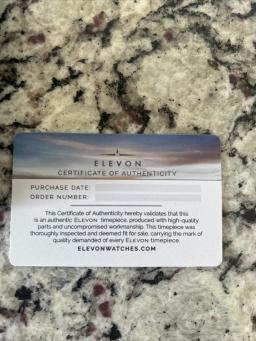 ELEVON
CERTIFICATE OF AUTHENTICITY
PURCHASE DATE:
ORDER NUMBER:
This Certificate of Authenticity hereby validates that this
is an authentic ELEVON timepiece, produced with high-quality
parts and uncompromised workmanship. This timepiece was
thoroughly inspected and deemed fit for sale, carrying the mark of
quality demanded of every ELEVON timepiece.
ELEVONWATCHES.COM